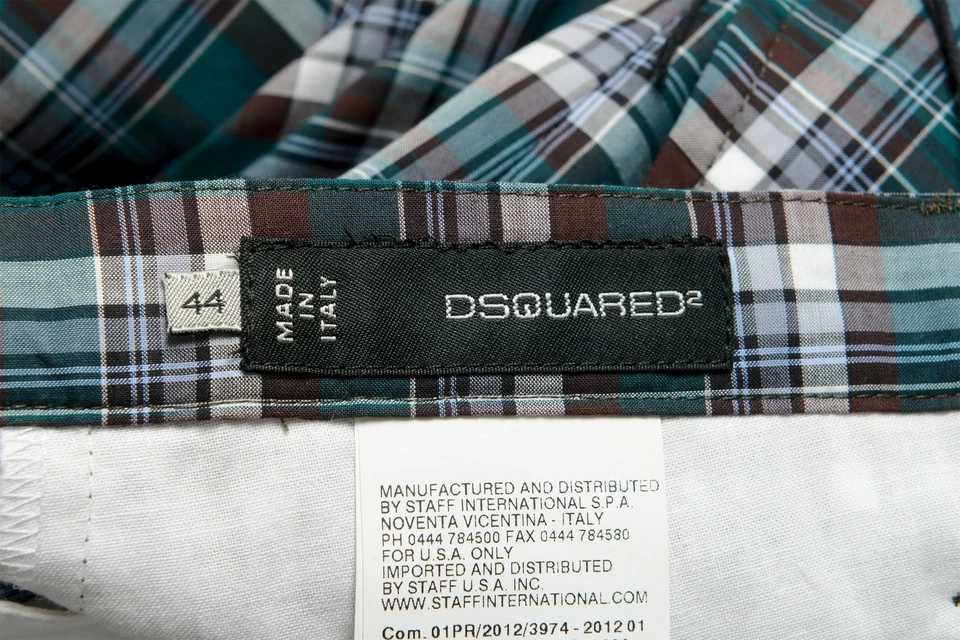 44
MADE
IN
ITALY
DSQUARED²
MANUFACTURED AND DISTRIBUTED
BY STAFF INTERNATIONAL S.P.A.
NOVENTA VICENTINA - ITALY
PH 0444 784500 FAX 0444 784580
FOR U.S.A. ONLY
IMPORTED AND DISTRIBUTED
BY STAFF U.S.A. INC.
WWW.STAFFINTERNATIONAL.COM
Com. 01PR/2012/3974 - 2012 01